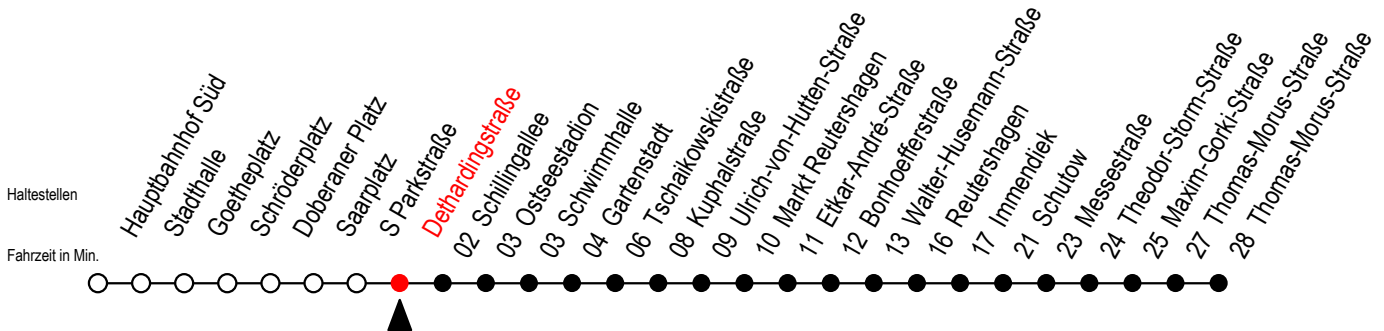 Haltestellen
Fahrzeit in Min.
Hauptbahnhof Süd
Stadthalle
Goetheplatz
Schröderplatz
Doberaner Platz
Saarplatz
S Parkstraße
Dethardingstraße
02 Schillingallee
03 Ostseestadion
03 Schwimmhalle
04 Gartenstadt
06 Tschaikowskistraße
08 Kuphalstraße
09 Ulrich-von-Hutten-Straße
10 Markt Reutershagen
11 Etkar-André-Straße
12 Bonhoefferstraße
13 Walter-Husemann-Straße
16 Reutershagen
17 Immendiek
21 Schutow
23 Messestraße
24 Theodor-Storm-Straße
25 Maxim-Gorki-Straße
27 Thomas-Morus-Straße
28 Thomas-Morus-Straße